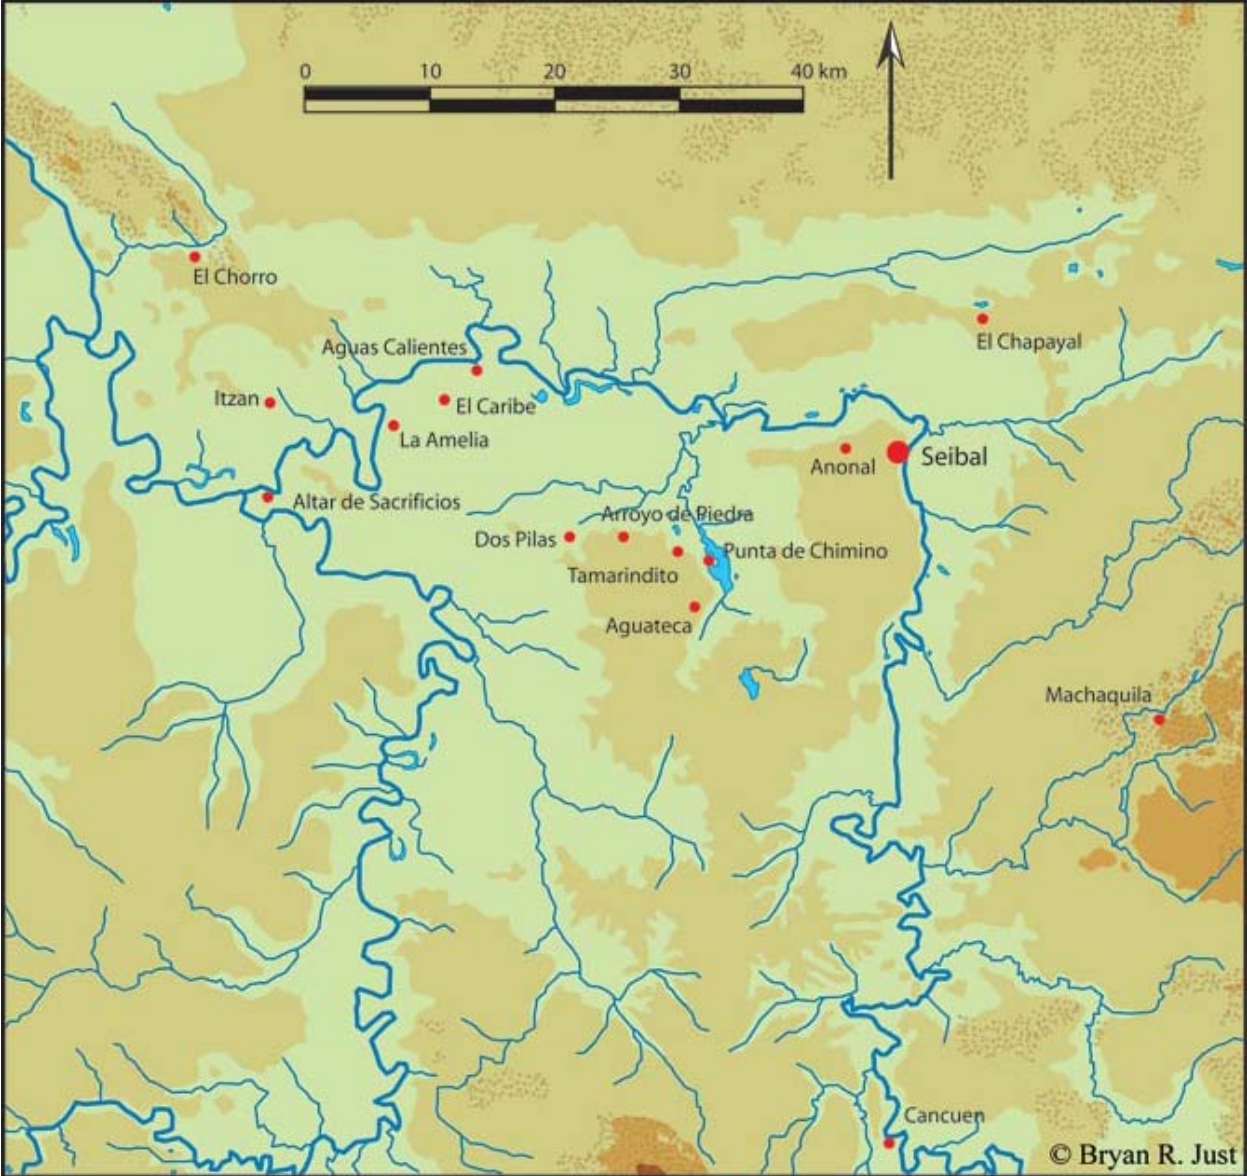 0 10 20 30 40 km
El Chorro
Aguas Calientes
El Chapayal
Itzan
El Caribe
La Amelia
Anonal
Seibal
Altar de Sacrificios
Arroyo de Piedra
Dos Pilas
Punta de Chimino
Tamarindito
Aguateca
Machaquila
Cancuen
© Bryan R. Just